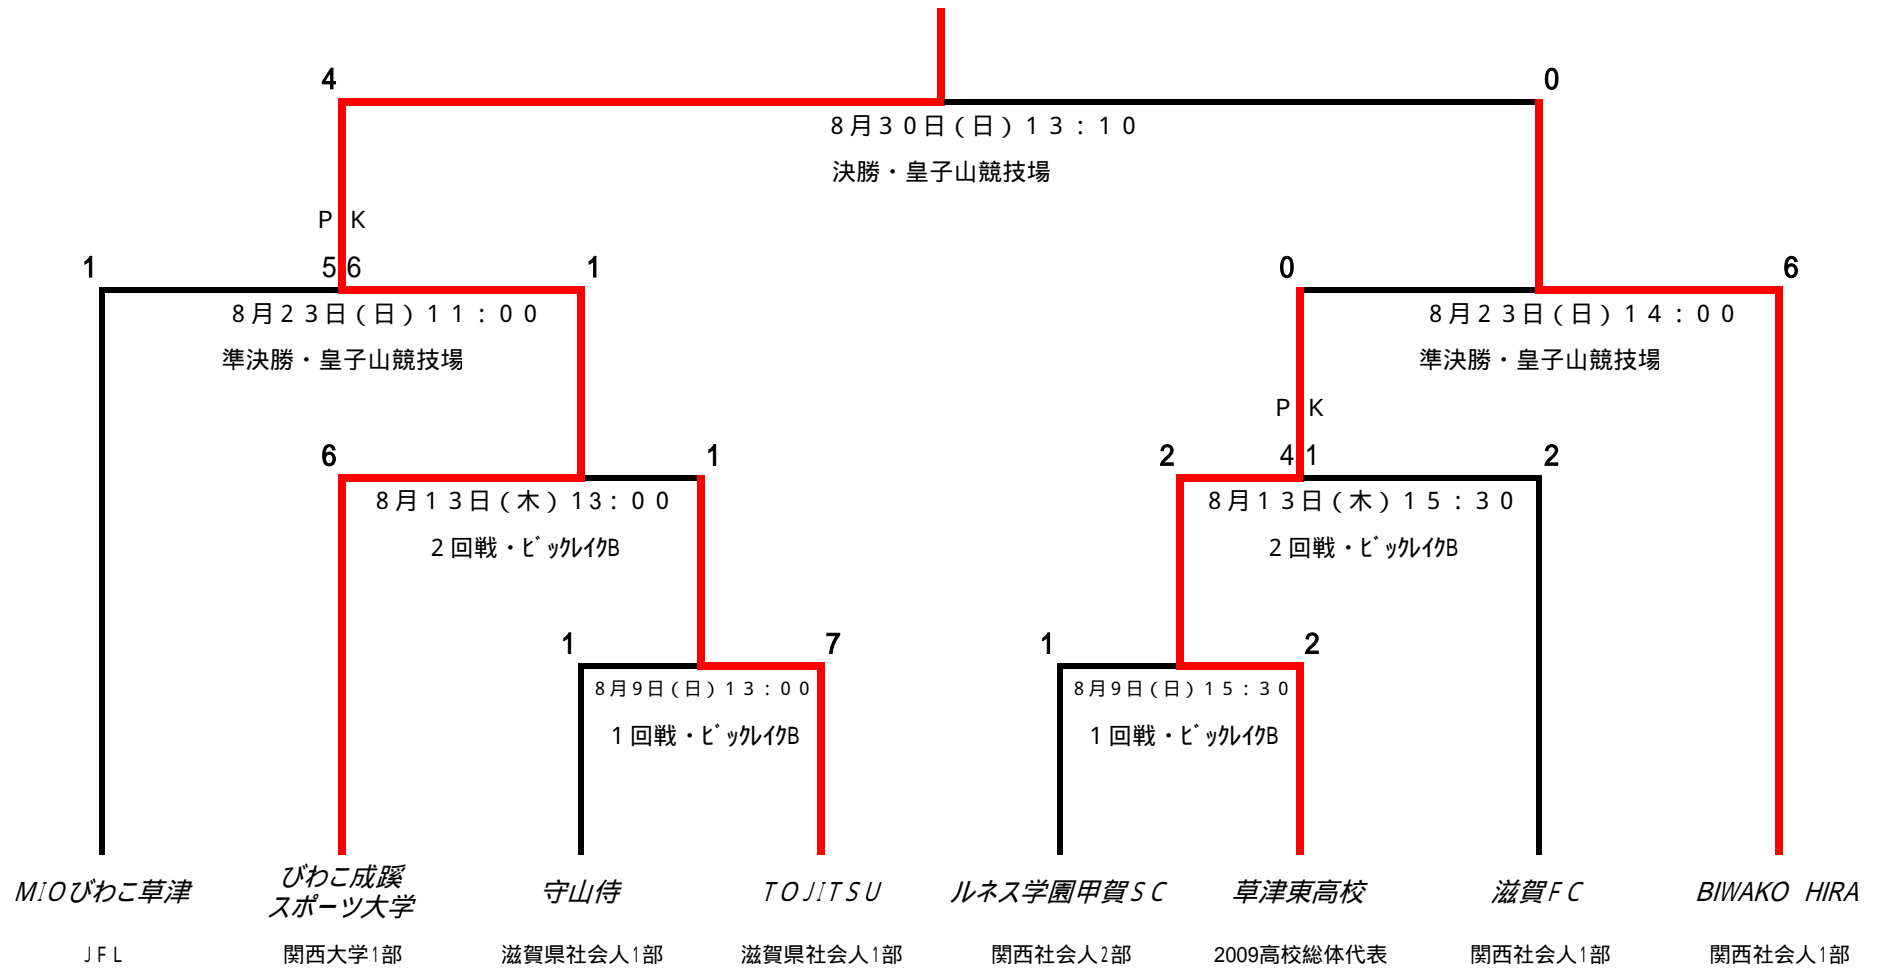 4 0
8月30日(日)13:10
決勝・皇子山競技場
PK
1 56 1 0 6
8月23日(日)11:00 8月23日(日)14:00
準決勝・皇子山競技場 準決勝・皇子山競技場
PK
6 1 2 41 2
8月13日(木)13:00 8月13日(木)15:30
2回戦・ビックレイクB 2回戦・ビックレイクB
1 7 1 2
8月9日(日)13:00 8月9日(日)15:30
1回戦・ビックレイクB 1回戦・ビックレイクB
MIOびわこ草津 びわこ成蹊 守山侍 TOJITSU ルネス学園甲賀SC 草津東高校 滋賀FC BIWAKO HIRA
スポーツ大学
JFL 関西大学1部 滋賀県社会人1部 滋賀県社会人1部 関西社会人2部 2009高校総体代表 関西社会人1部 関西社会人1部